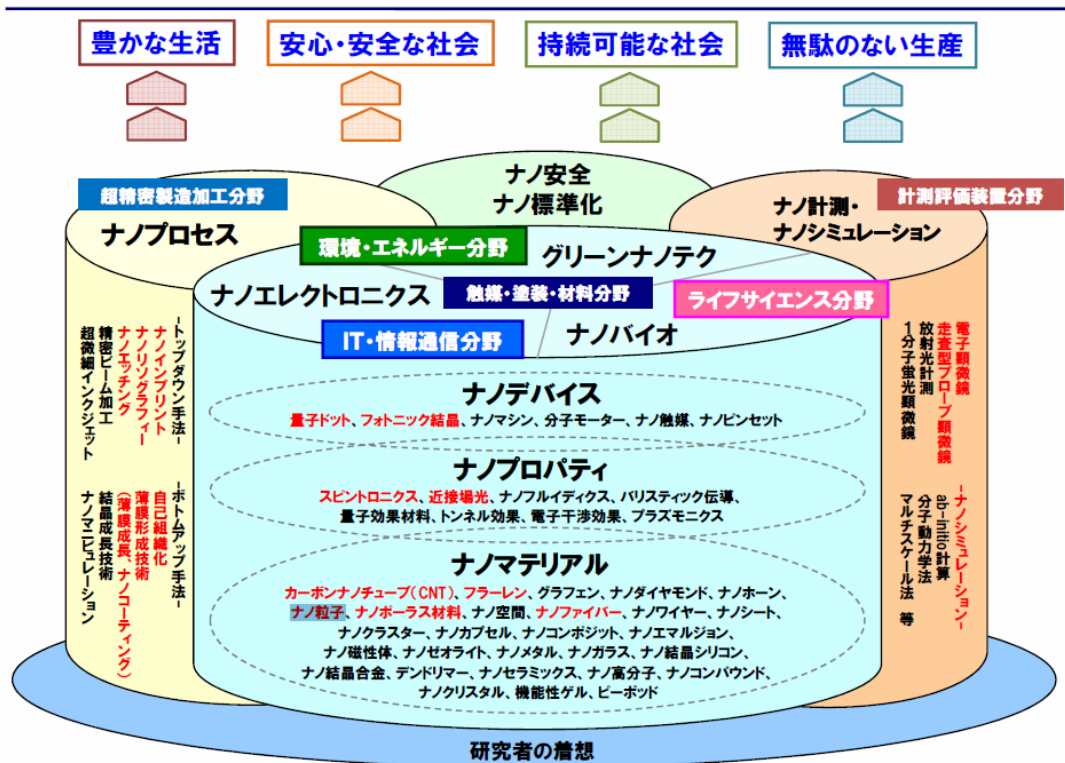 豊かな生活
安心・安全な社会
持続可能な社会
無駄のない生産
ナノ安全
ナノ標準化
超精密製造加工分野
ナノプロセス
計測評価装置分野
ナノ計測・
ナノシミュレーション
環境・エネルギー分野
グリーンナノテク
ナノエレクトロニクス
触媒・塗装・材料分野
ライフサイエンス分野
IT・情報通信分野
ナノバイオ
-トップダウン手法-
ナノインプリント
ナノリソグラフィー
ナノエッチング
精密ビーム加工
超微細インクジェット
-ボトムアップ手法-
自己組織化
薄膜形成技術
(薄膜成長、ナノコーティング)
結晶成長技術
ナノマニピュレーション
ナノデバイス
量子ドット、フォトニック結晶、ナノマシン、分子モーター、ナノ触媒、ナノピンセット
ナノプロパティ
スピントロニクス、近接場光、ナノフルイディクス、バリスティック伝導、
量子効果材料、トンネル効果、電子干渉効果、プラズモニクス
ナノマテリアル
カーボンナノチューブ(CNT)、フラーレン、グラフェン、ナノダイヤモンド、ナノホーン、
ナノ粒子、ナノポーラス材料、ナノ空間、ナノファイバー、ナノワイヤー、ナノシート、
ナノクラスター、ナノカプセル、ナノコンポジット、ナノエマルジョン、
ナノ磁性体、ナノゼオライト、ナノメタル、ナノガラス、ナノ結晶シリコン、
ナノ結晶合金、デンドリマー、ナノセラミックス、ナノ高分子、ナノコンパウンド、
ナノクリスタル、機能性ゲル、ピーポッド
電子顕微鏡
走査型プローブ顕微鏡
放射光計測
1分子蛍光顕微鏡
-ナノシミュレーション-
ab-initio計算
分子動力学法
マルチスケール法 等
研究者の着想